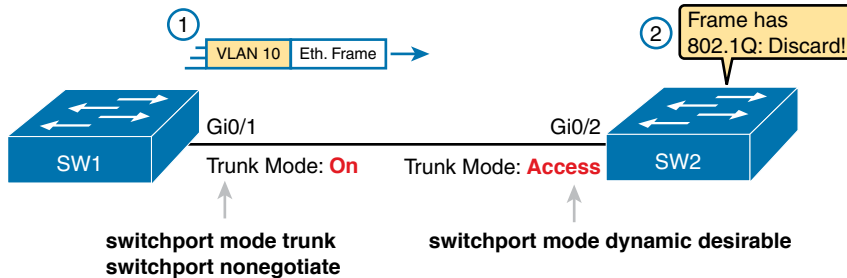 1
VLAN 10 Eth. Frame
2
Frame has
802.1Q: Discard!
Gi0/1
Gi0/2
SW1
SW2
Trunk Mode: On
Trunk Mode: Access
switchport mode trunk
switchport nonegotiate
switchport mode dynamic desirable